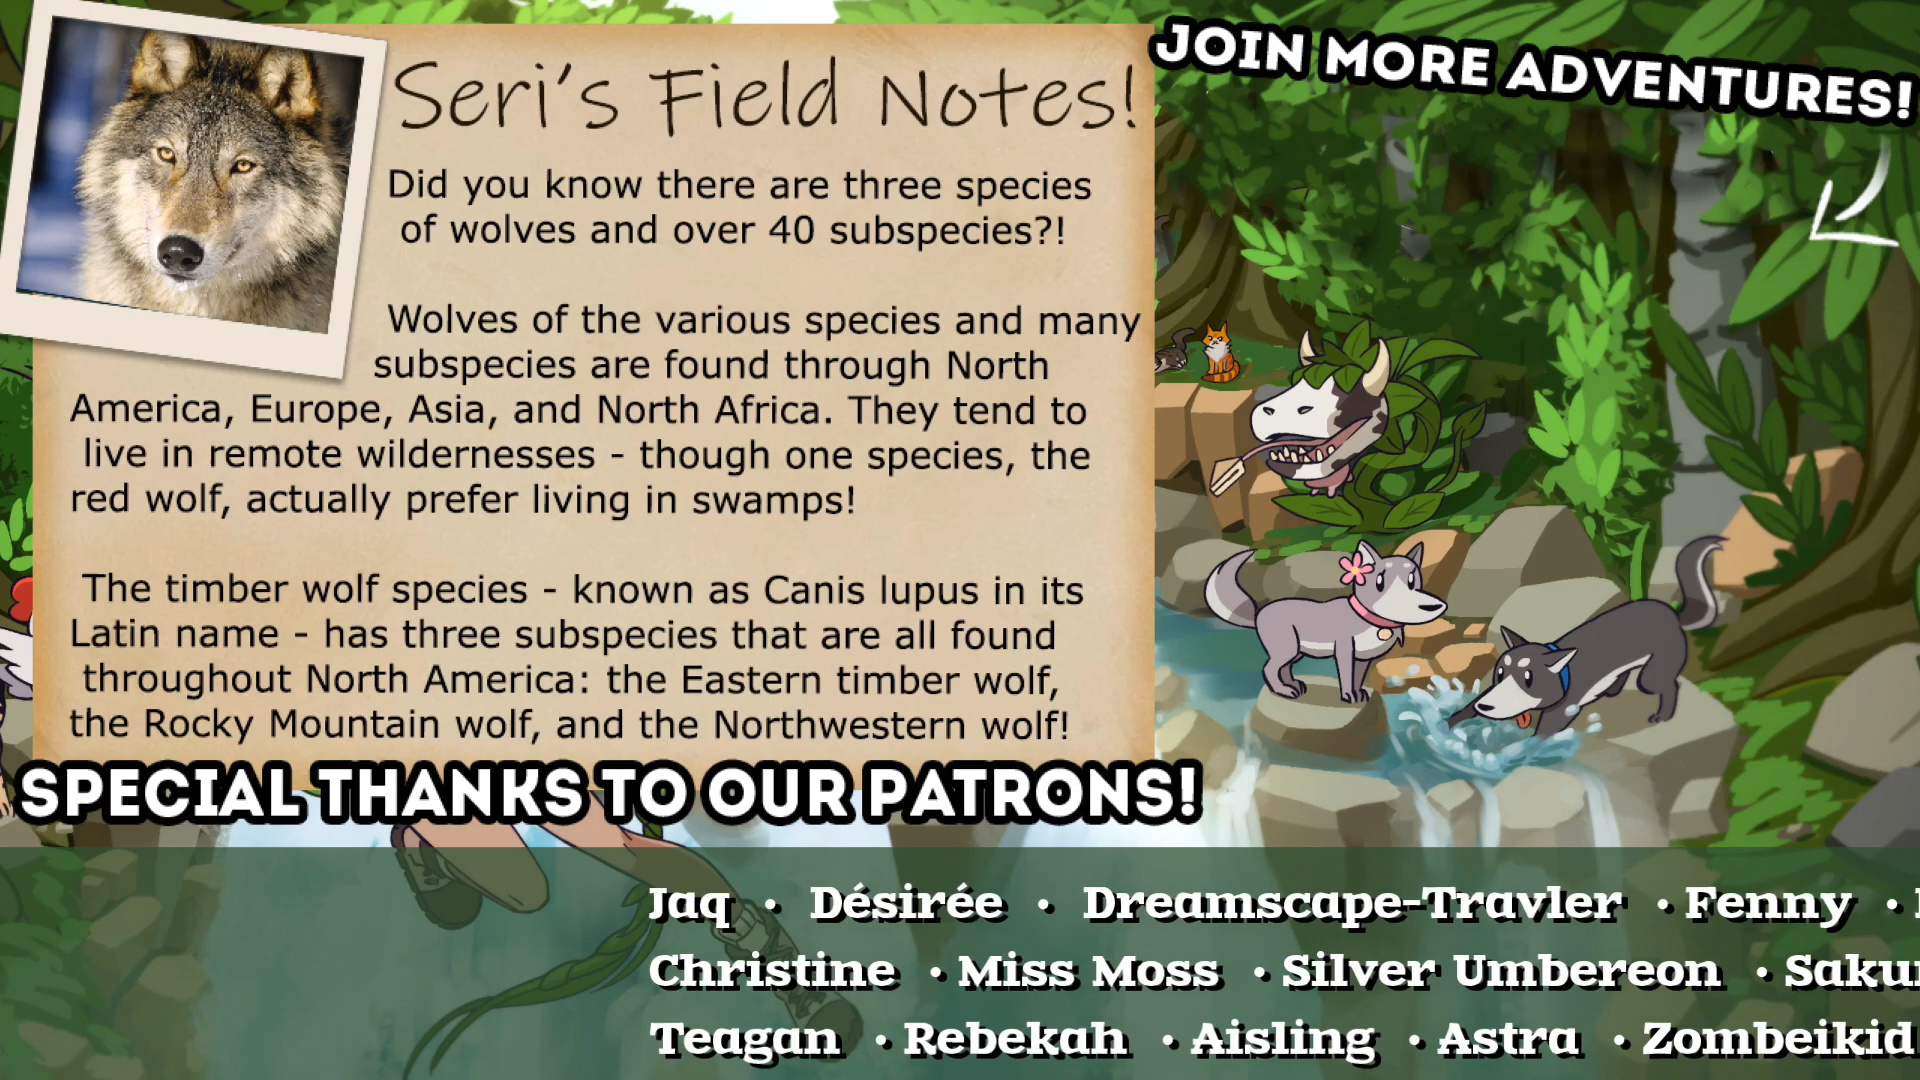 Seri's Field Notes!
Did you know there are three species
of wolves and over 40 subspecies?!
Wolves of the various species and many
subspecies are found through North
America, Europe, Asia, and North Africa. They tend to
live in remote wildernesses - though one species, the
red wolf, actually prefer living in swamps!
The timber wolf species - known as Canis lupus in its
Latin name - has three subspecies that are all found
throughout North America: the Eastern timber wolf,
the Rocky Mountain wolf, and the Northwestern wolf!
JOIN MORE ADVENTURES!
SPECIAL THANKS TO OUR PATRONS!
Jaq • Désirée • Dreamscape-Travler • Fenny •
Christine • Miss Moss • Silver Umbereon • Saku
Teagan • Rebekah • Aisling • Astra • Zombeikid